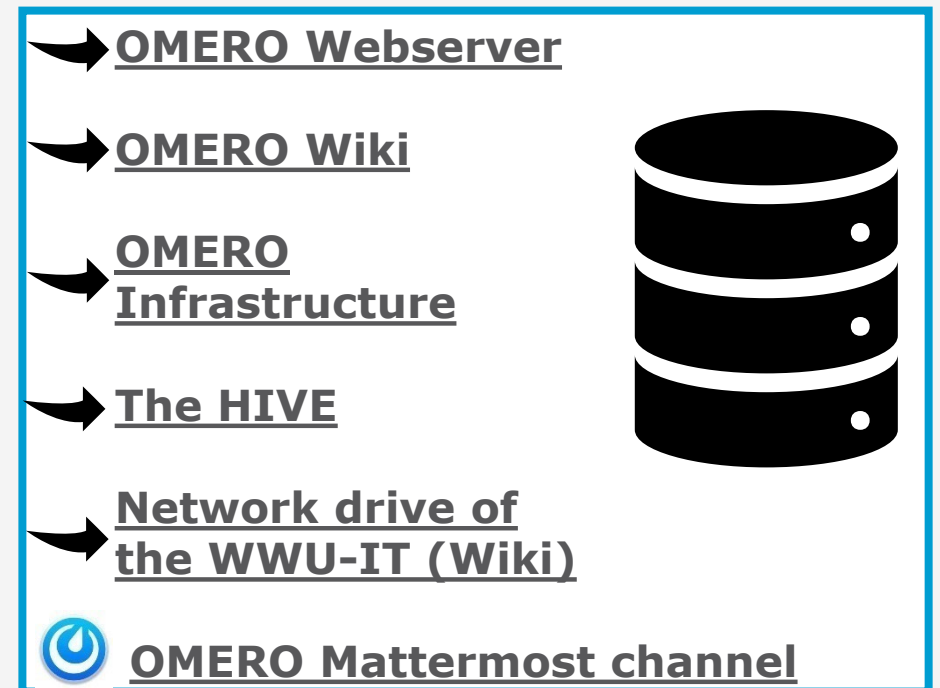 OMERO Webserver
OMERO Wiki
OMERO
Infrastructure
The HIVE
Network drive of
the WWU-IT (Wiki)
OMERO Mattermost channel